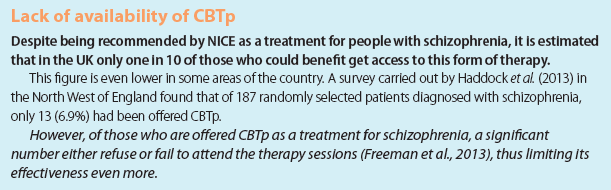 Lack of availability of CBTp
Despite being recommended by NICE as a treatment for people with schizophrenia, it is estimated
that in the UK only one in 10 of those who could benefit get access to this form of therapy.
This figure is even lower in some areas of the country. A survey carried out by Haddock et al. (2013) in
the North West of England found that of 187 randomly selected patients diagnosed with schizophrenia,
only 13 (6.9%) had been offered CBTp.
However, of those who are offered CBTp as a treatment for schizophrenia, a significant
number either refuse or fail to attend the therapy sessions (Freeman et al., 2013), thus limiting its
effectiveness even more.